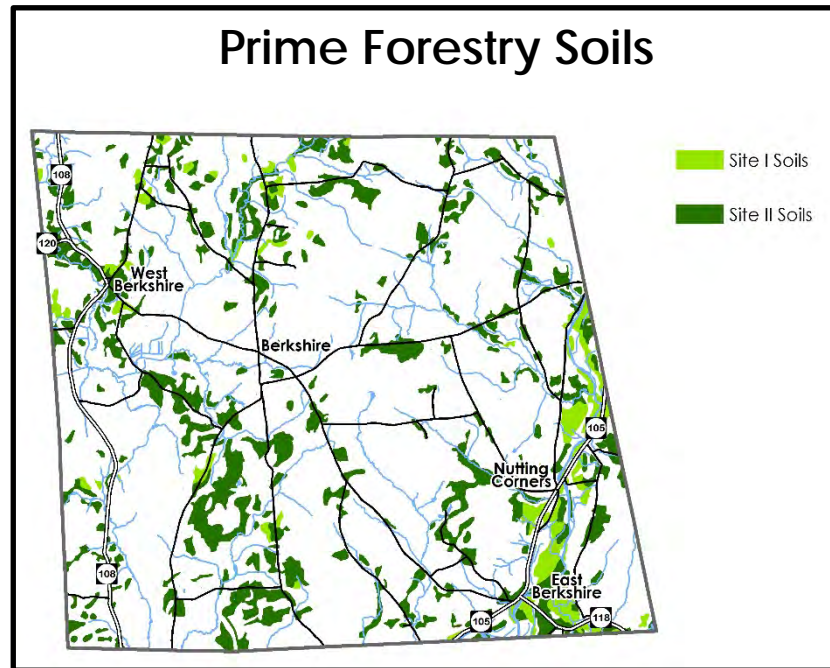 Prime Forestry Soils
Site I Soils
Site II Soils
108
120
West
Berkshire
Berkshire
105
Nutting
Corners
108
East
Berkshire
105
118